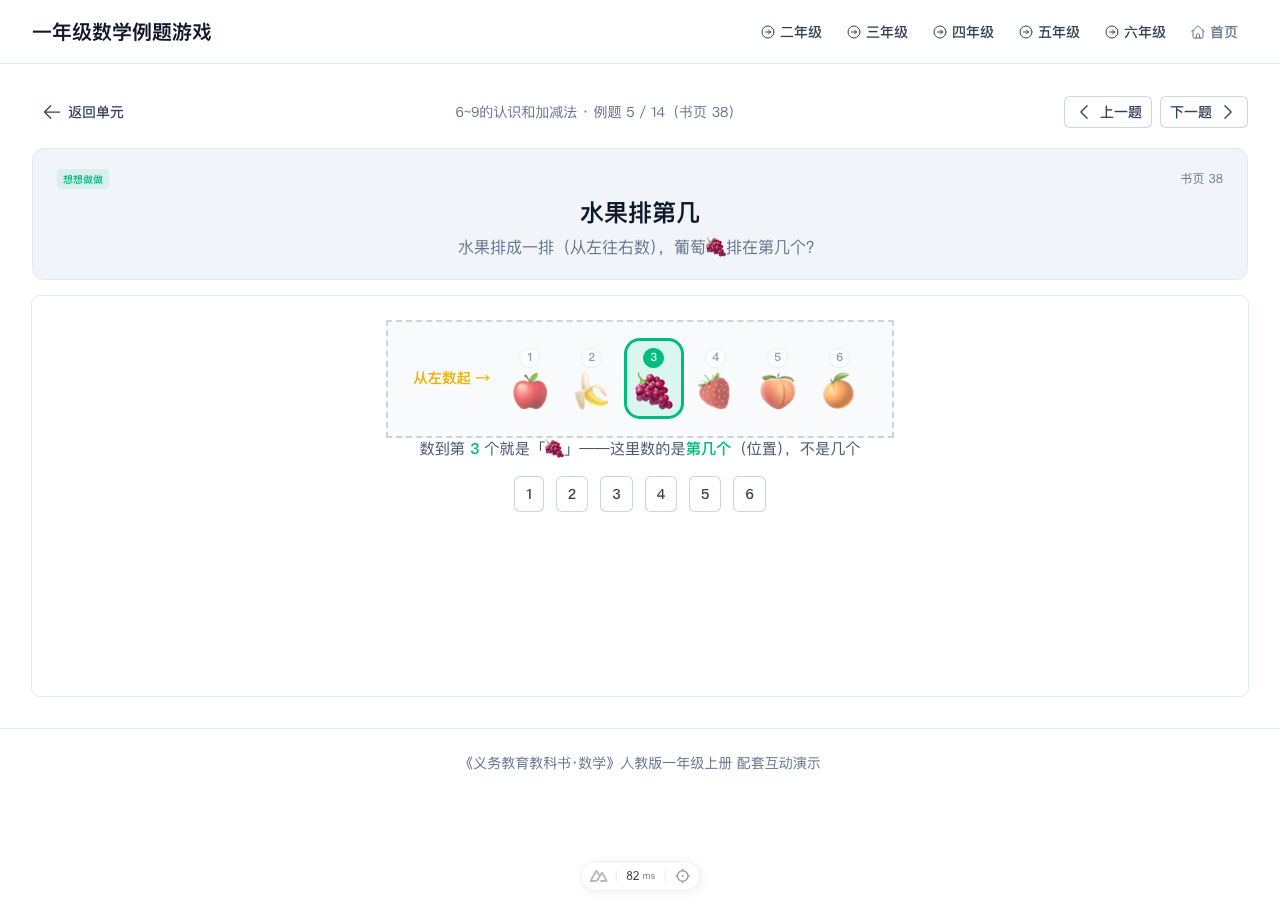 一年级数学例题游戏
二年级 三年级 四年级 五年级 六年级 首页
返回单元
6~9的认识和加减法 · 例题 5 / 14（书页 38）
上一题 下一题
想想做做
书页 38
水果排第几
水果排成一排（从左往右数），葡萄🍇排在第几个？
从左数起 →
1 2 3 4 5 6
数到第 3 个就是「🍇」——这里数的是第几个（位置），不是几个
1 2 3 4 5 6
《义务教育教科书·数学》人教版一年级上册 配套互动演示
82 ms